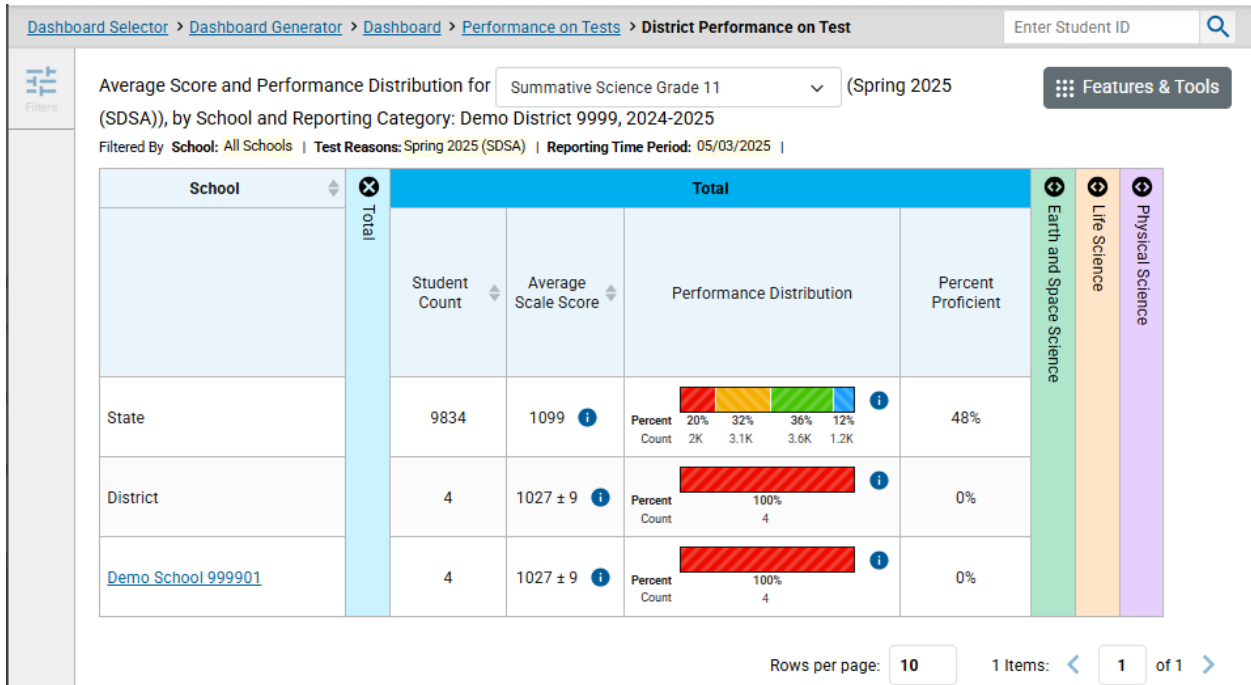 Dashboard Selector > Dashboard Generator > Dashboard > Performance on Tests > District Performance on Test
Enter Student ID
Filters
Average Score and Performance Distribution for Summative Science Grade 11 (Spring 2025
(SDSA)), by School and Reporting Category: Demo District 9999, 2024-2025
Features & Tools
Filtered By School: All Schools | Test Reasons: Spring 2025 (SDSA) | Reporting Time Period: 05/03/2025 |
School
Total
Total
Earth and Space Science
Life Science
Physical Science
Student Count
Average Scale Score
Performance Distribution
Percent Proficient
State 9834 1099 48%
Percent 20% 32% 36% 12%
Count 2K 3.1K 3.6K 1.2K
District 4 1027 ± 9 0%
Percent 100%
Count 4
Demo School 999901 4 1027 ± 9 0%
Percent 100%
Count 4
Rows per page: 10 1 Items: 1 of 1